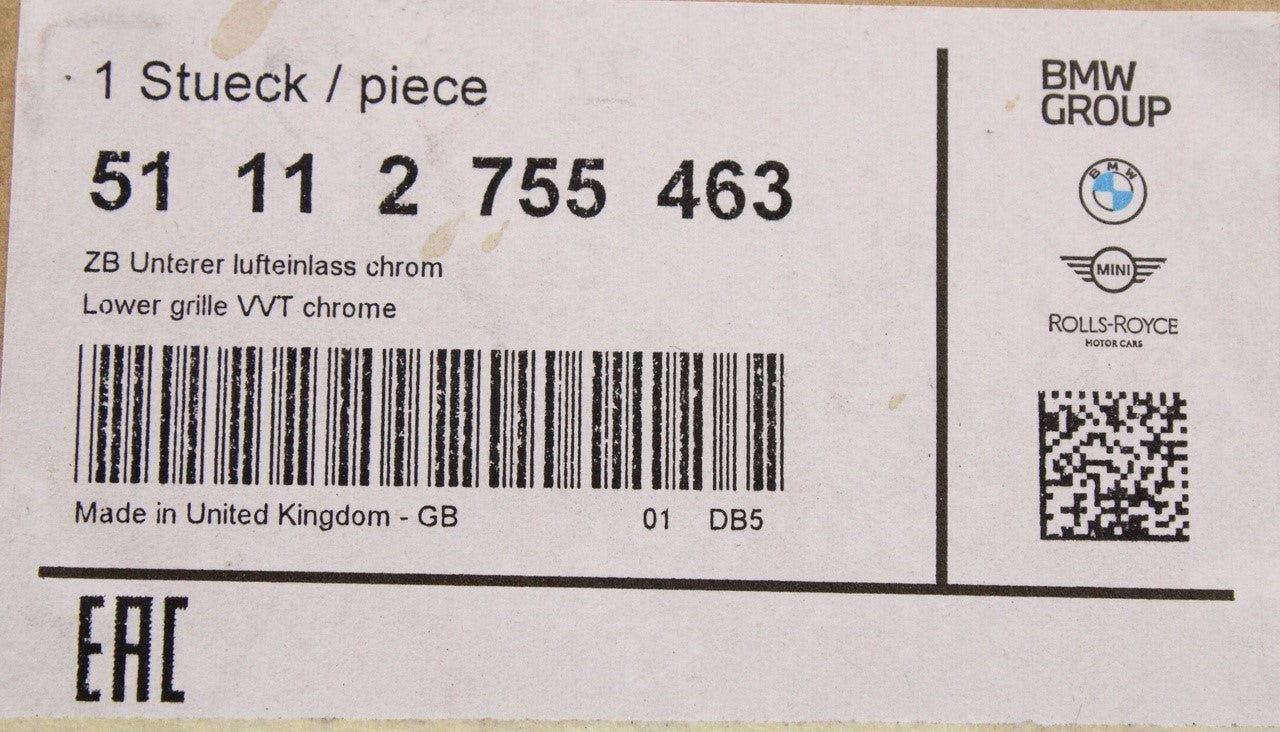 1 Stueck / piece
51 11 2 755 463
ZB Unterer lufteinlass chrom
Lower grille VVT chrome
Made in United Kingdom - GB 01 DB5
EAC
BMW
GROUP
BMW
MINI
ROLLS-ROYCE
MOTOR CARS